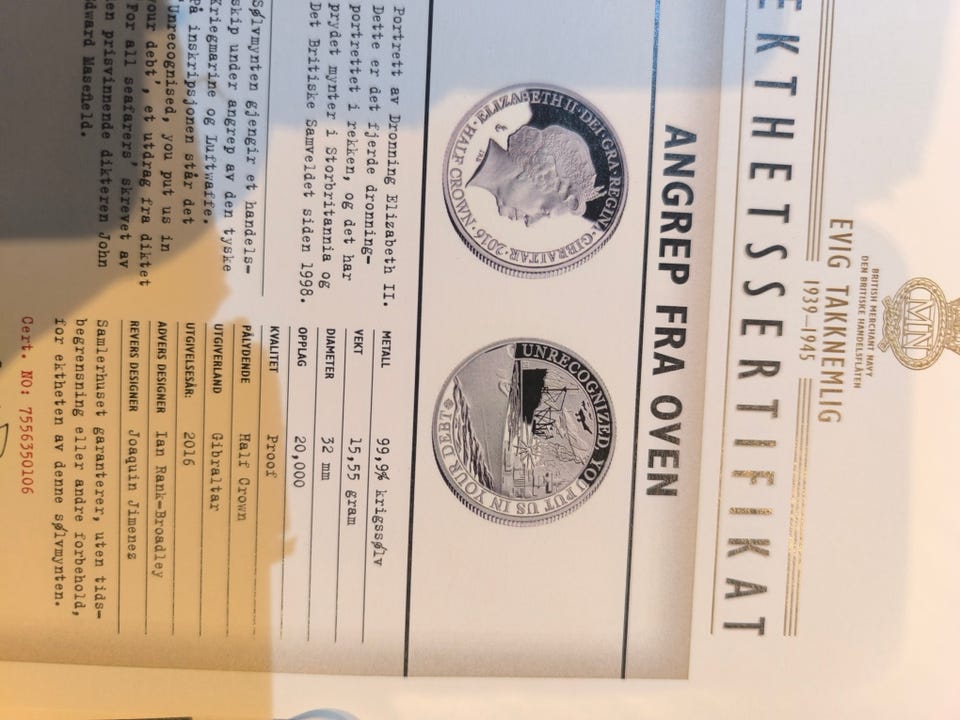 MN
BRITISH MERCHANT NAVY
DEN BRITISKE HANDELSFLÅTEN
EVIG TAKKNEMLIG
1939–1945
EKTHETSSERTIFIKAT
ANGREP FRA OVEN
ELIZABETH II · DEI · GRA · REGINA · GIBRALTAR · 2016 · HALF CROWN ·
UNRECOGNIZED, YOU PUT US IN YOUR DEBT
Portrett av Dronning Elizabeth II.
Dette er det fjerde dronning-
portrettet i rekken, og det har
prydet mynter i Storbritannia og
Det Britiske Samveldet siden 1998.
Sølvmynten gjengir et handels-
skip under angrep av den tyske
Kriegmarine og Luftwaffe.
På inskripsjonen står det
'Unrecognised, you put us in
your debt', et utdrag fra diktet
'For all seafarers' skrevet av
den prisvinnende dikteren John
Edward Masefield.
METALL 99,9% krigssølv
VEKT 15,55 gram
DIAMETER 32 mm
OPPLAG 20,000
KVALITET Proof
PÅLYDENDE Half Crown
UTGIVERLAND Gibraltar
UTGIVELSESÅR: 2016
ADVERS DESIGNER Ian Rank-Broadley
REVERS DESIGNER Joaquin Jimenez
Samlerhuset garanterer, uten tids-
begrensning eller andre forbehold,
for ektheten av denne sølvmynten.
Cert. NO: 7556350106